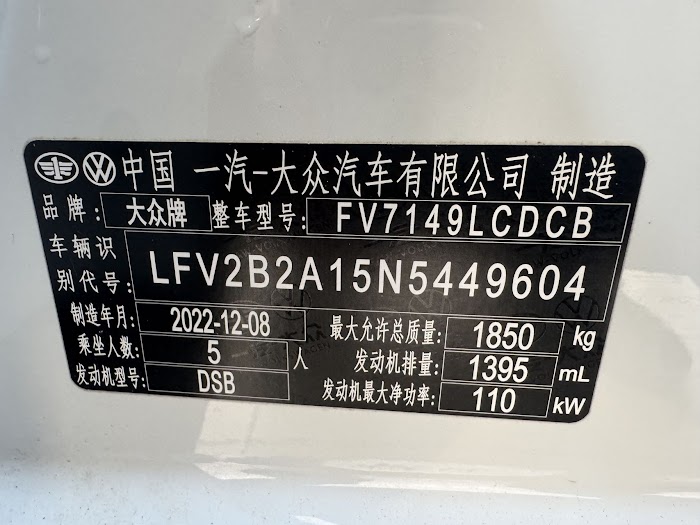 中国 一汽-大众汽车有限公司 制造
品牌: 大众牌 整车型号: FV7149LCDCB
车辆识别代号: LFV2B2A15N5449604
制造年月: 2022-12-08 最大允许总质量: 1850 kg
乘坐人数: 5 人 发动机排量: 1395 mL
发动机型号: DSB 发动机最大净功率: 110 kW